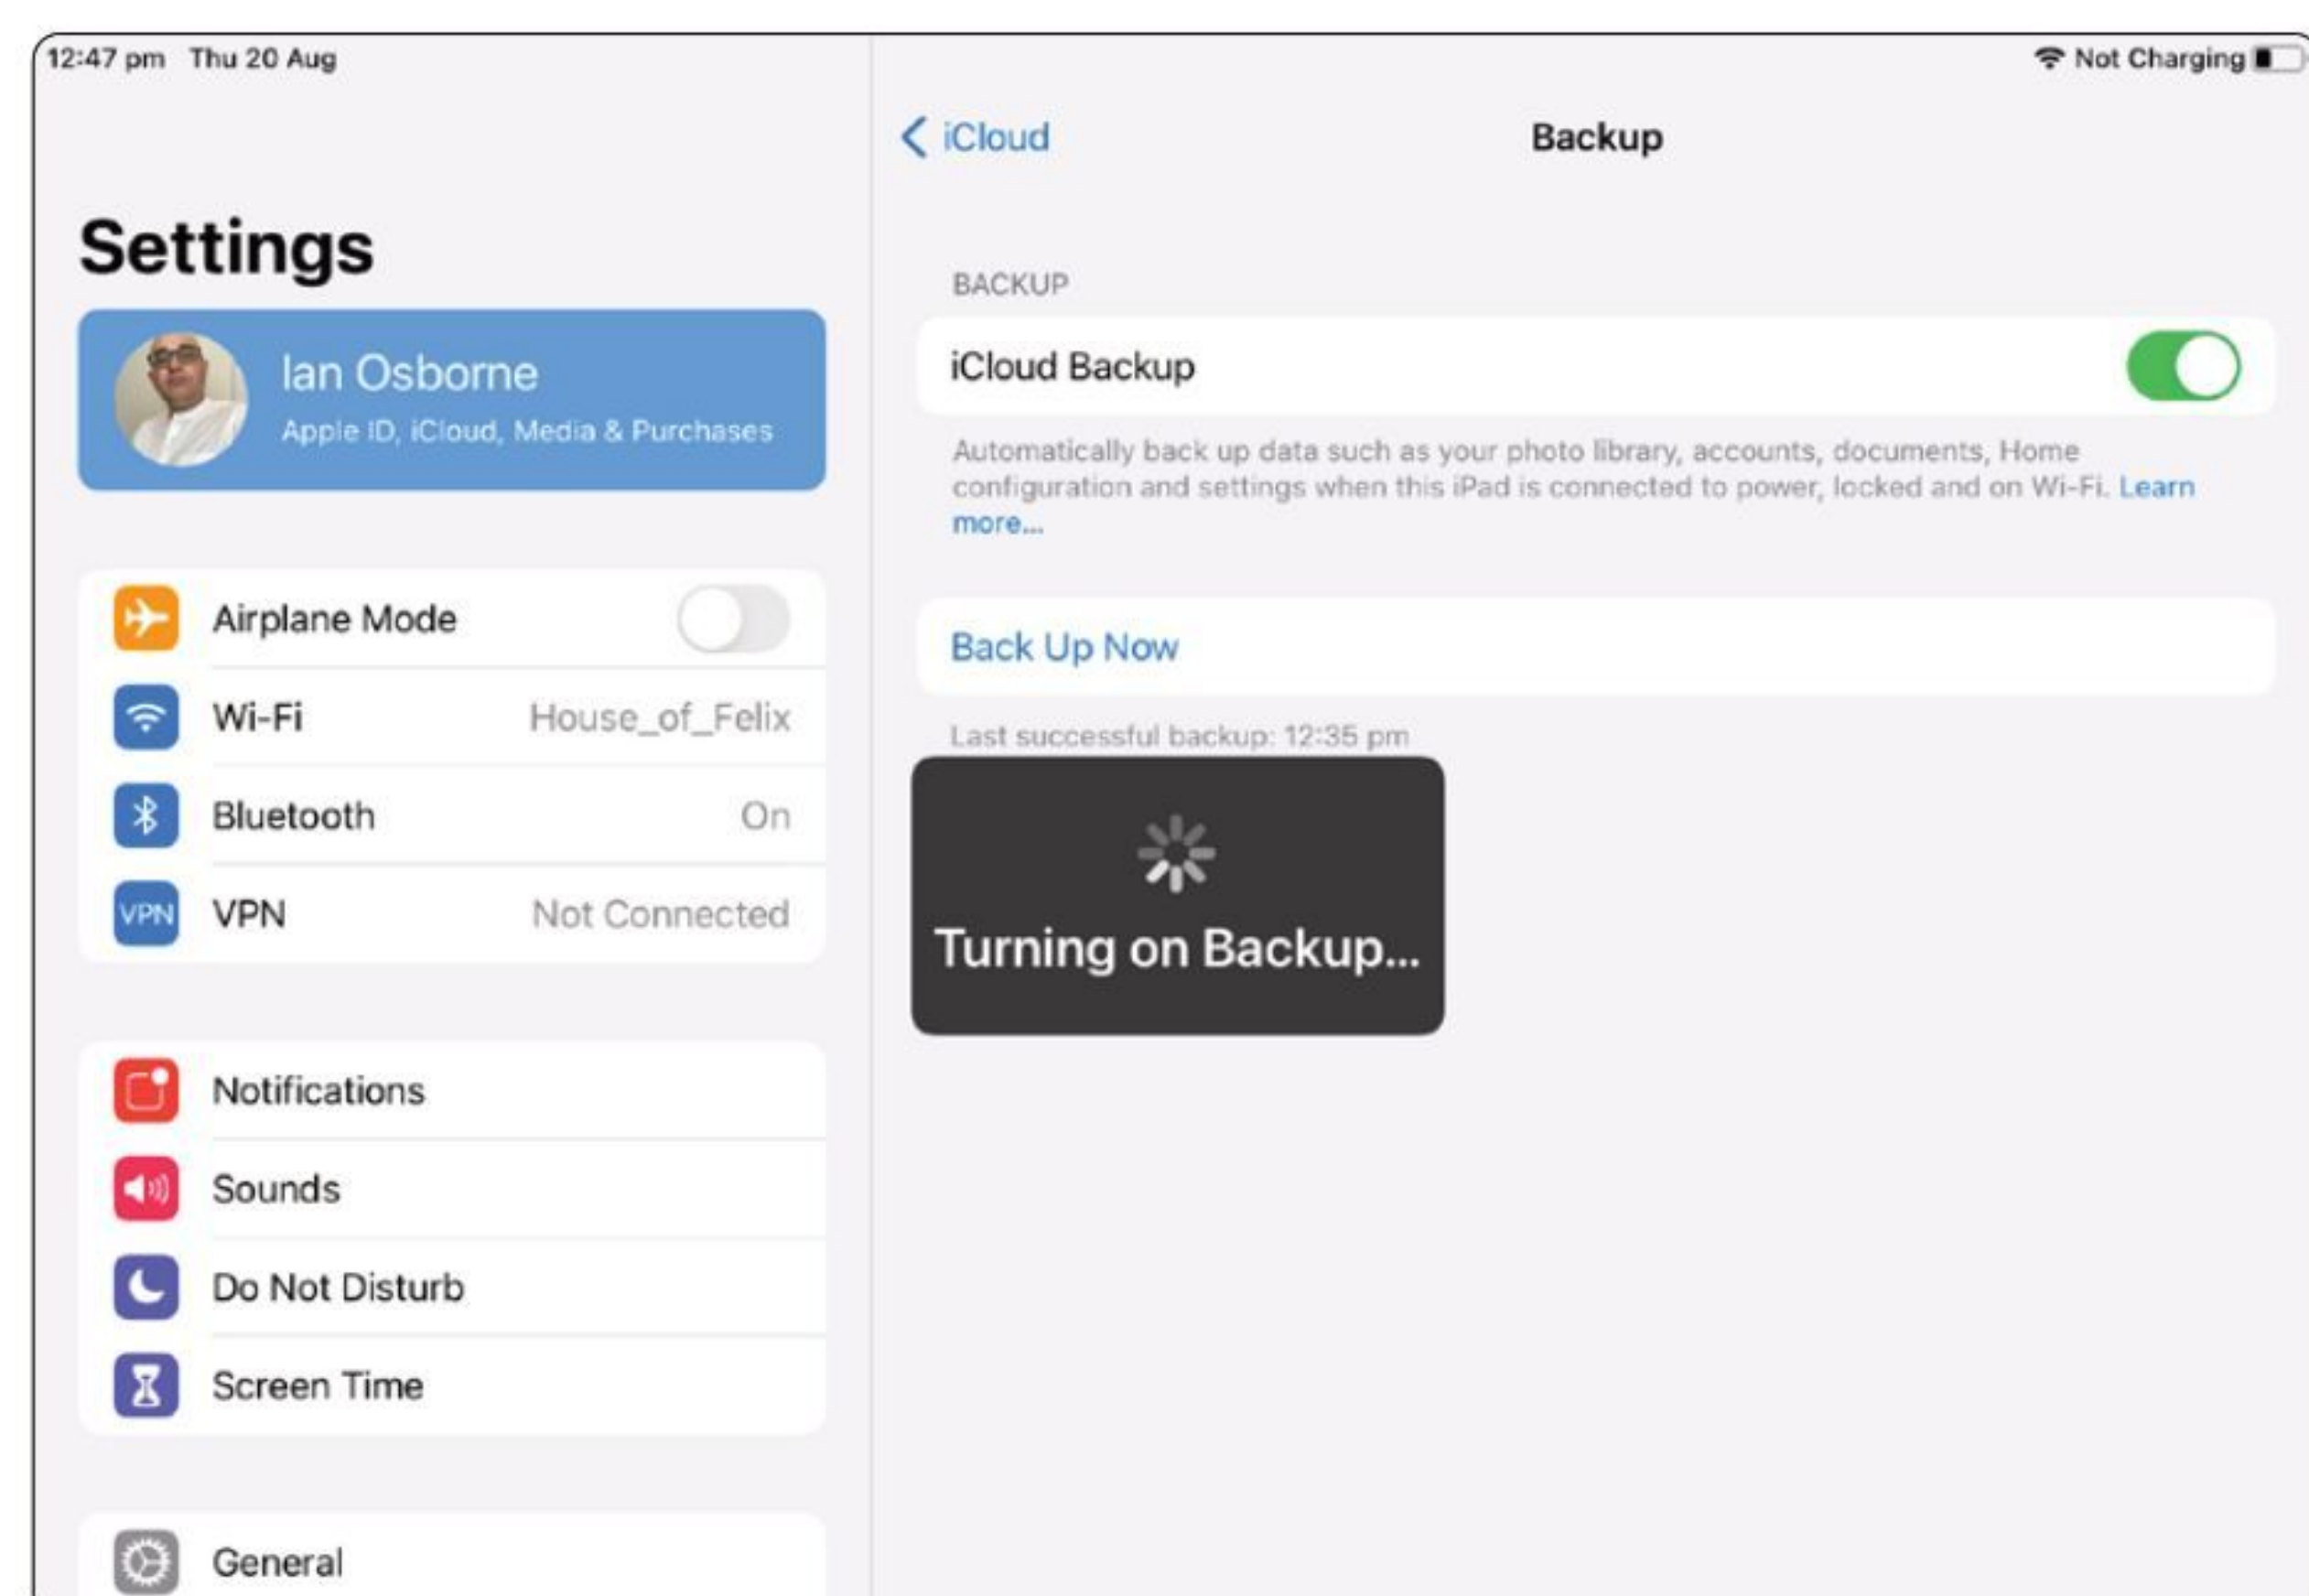 12:47 pm Thu 20 Aug
Not Charging
Settings
Ian Osborne
Apple ID, iCloud, Media & Purchases
Airplane Mode
Wi-Fi House_of_Felix
Bluetooth On
VPN VPN Not Connected
Notifications
Sounds
Do Not Disturb
Screen Time
General
iCloud
Backup
BACKUP
iCloud Backup
Automatically back up data such as your photo library, accounts, documents, Home
configuration and settings when this iPad is connected to power, locked and on Wi-Fi. Learn
more...
Back Up Now
Last successful backup: 12:35 pm
Turning on Backup...